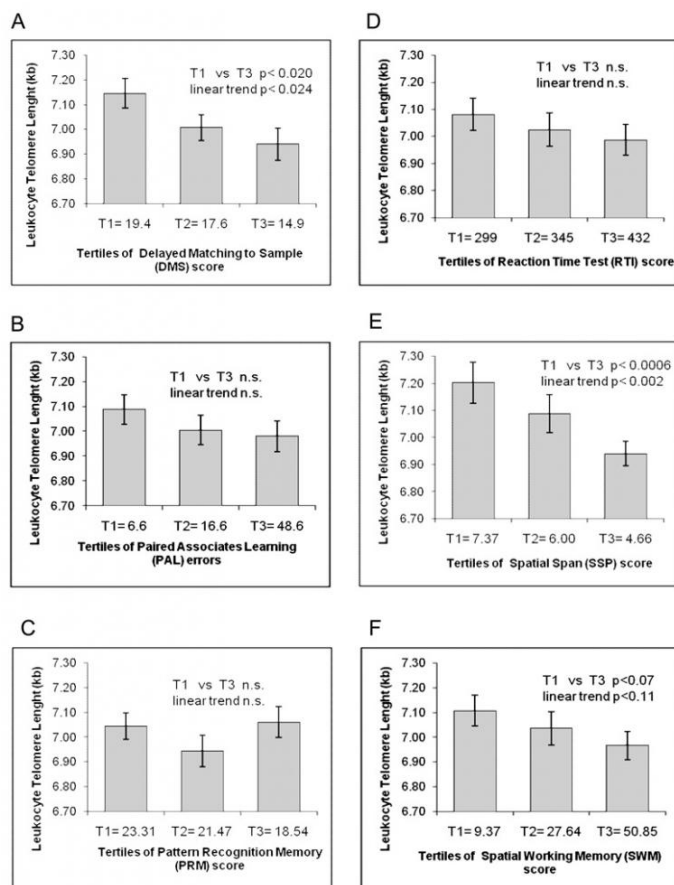 A
T1 vs T3 p< 0.020
linear trend p< 0.024
Leukocyte Telomere Lenght (kb)
7.30
7.20
7.10
7.00
6.90
6.80
6.70
T1= 19.4 T2= 17.6 T3= 14.9
Tertiles of Delayed Matching to Sample
(DMS) score
B
T1 vs T3 n.s.
linear trend n.s.
Leukocyte Telomere Lenght (kb)
7.30
7.20
7.10
7.00
6.90
6.80
6.70
T1= 6.6 T2= 16.6 T3= 48.6
Tertiles of Paired Associates Learning
(PAL) errors
C
T1 vs T3 n.s.
linear trend n.s.
Leukocyte Telomere Lenght (kb)
7.30
7.20
7.10
7.00
6.90
6.80
6.70
T1= 23.31 T2= 21.47 T3= 18.54
Tertiles of Pattern Recognition Memory
(PRM) score
D
T1 vs T3 n.s.
linear trend n.s.
Leukocyte Telomere Lenght (kb)
7.30
7.20
7.10
7.00
6.90
6.80
6.70
T1= 299 T2= 345 T3= 432
Tertiles of Reaction Time Test (RTI) score
E
T1 vs T3 p< 0.0006
linear trend p< 0.002
Leukocyte Telomere Lenght (kb)
7.30
7.20
7.10
7.00
6.90
6.80
6.70
T1= 7.37 T2= 6.00 T3= 4.66
Tertiles of Spatial Span (SSP) score
F
T1 vs T3 p<0.07
linear trend p<0.11
Leukocyte Telomere Lenght (kb)
7.30
7.20
7.10
7.00
6.90
6.80
6.70
T1= 9.37 T2= 27.64 T3= 50.85
Tertiles of Spatial Working Memory (SWM)
score